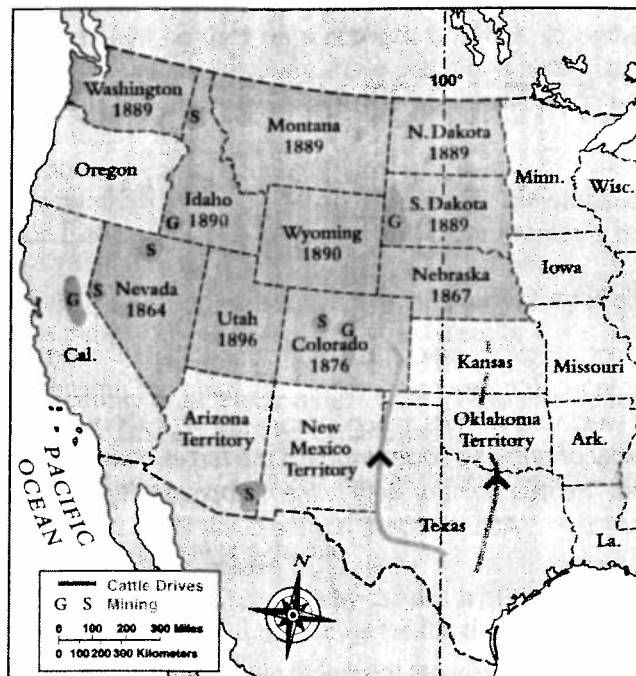 100°
Washington
1889
S
Montana
1889
N. Dakota
1889
Oregon
Minn.
Idaho
1890
S. Dakota
1889
Wisc.
G
G
Wyoming
1890
S
Nebraska
1867
Iowa
G
S
Nevada
1864
Utah
1896
S
G
Colorado
1876
Cal.
Kansas
Missouri
Arizona
Territory
New
Mexico
Territory
Oklahoma
Territory
Ark.
S
PACIFIC
OCEAN
Texas
La.
N
Cattle Drives
G S Mining
0 100 200 300 Miles
0 100 200 300 Kilometers